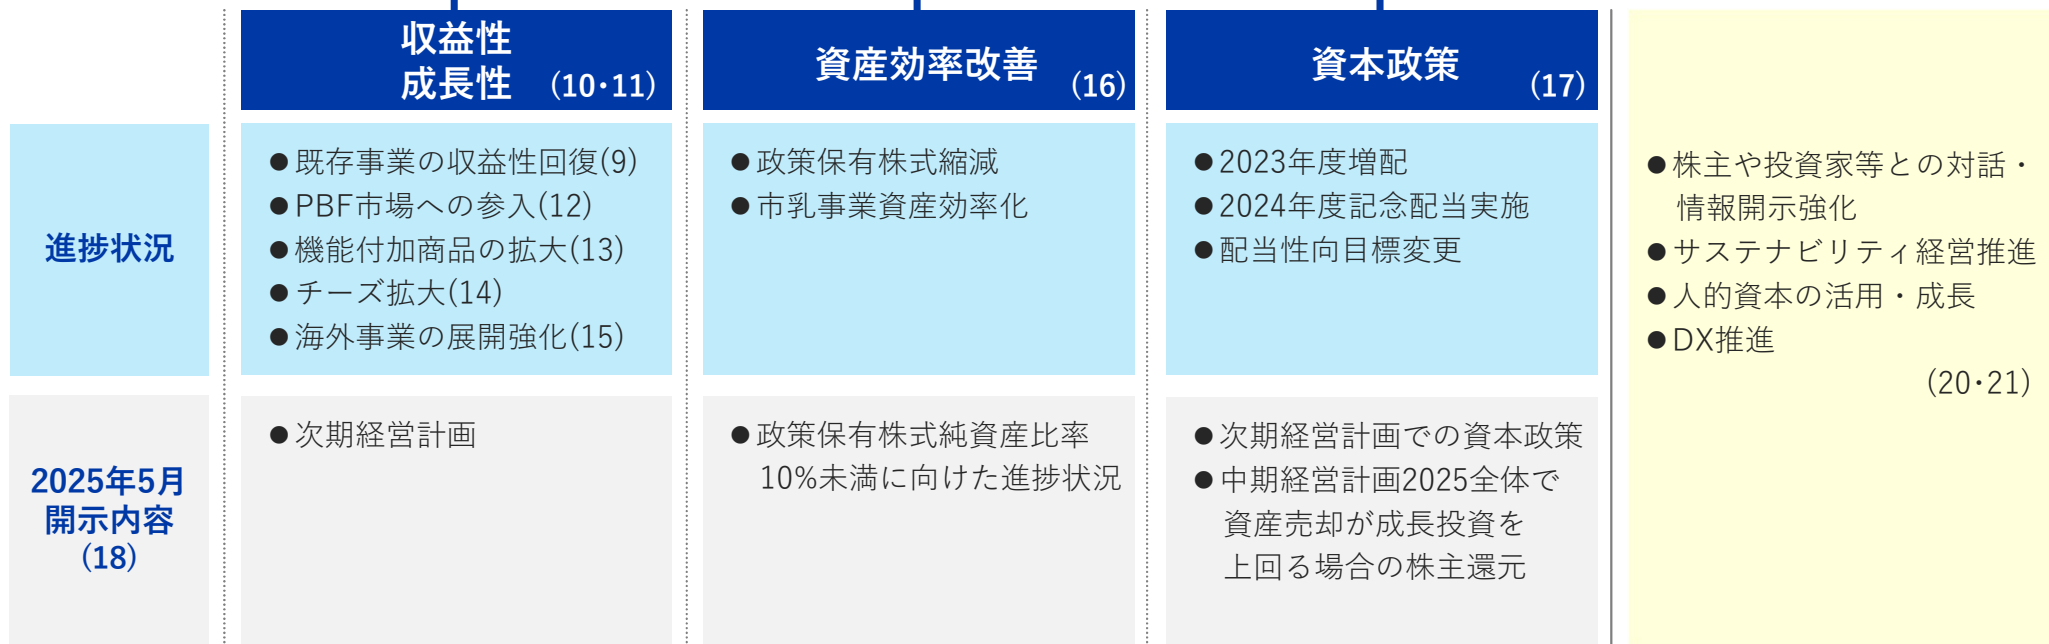 収益性
成長性 (10・11)
資産効率改善 (16)
資本政策 (17)
進捗状況
●既存事業の収益性回復(9)
●PBF市場への参入(12)
●機能付加商品の拡大(13)
●チーズ拡大(14)
●海外事業の展開強化(15)
●政策保有株式縮減
●市乳事業資産効率化
●2023年度増配
●2024年度記念配当実施
●配当性向目標変更
2025年5月
開示内容
(18)
●次期経営計画
●政策保有株式純資産比率
10%未満に向けた進捗状況
●次期経営計画での資本政策
●中期経営計画2025全体で
資産売却が成長投資を
上回る場合の株主還元
●株主や投資家等との対話・
情報開示強化
●サステナビリティ経営推進
●人的資本の活用・成長
●DX推進
(20・21)